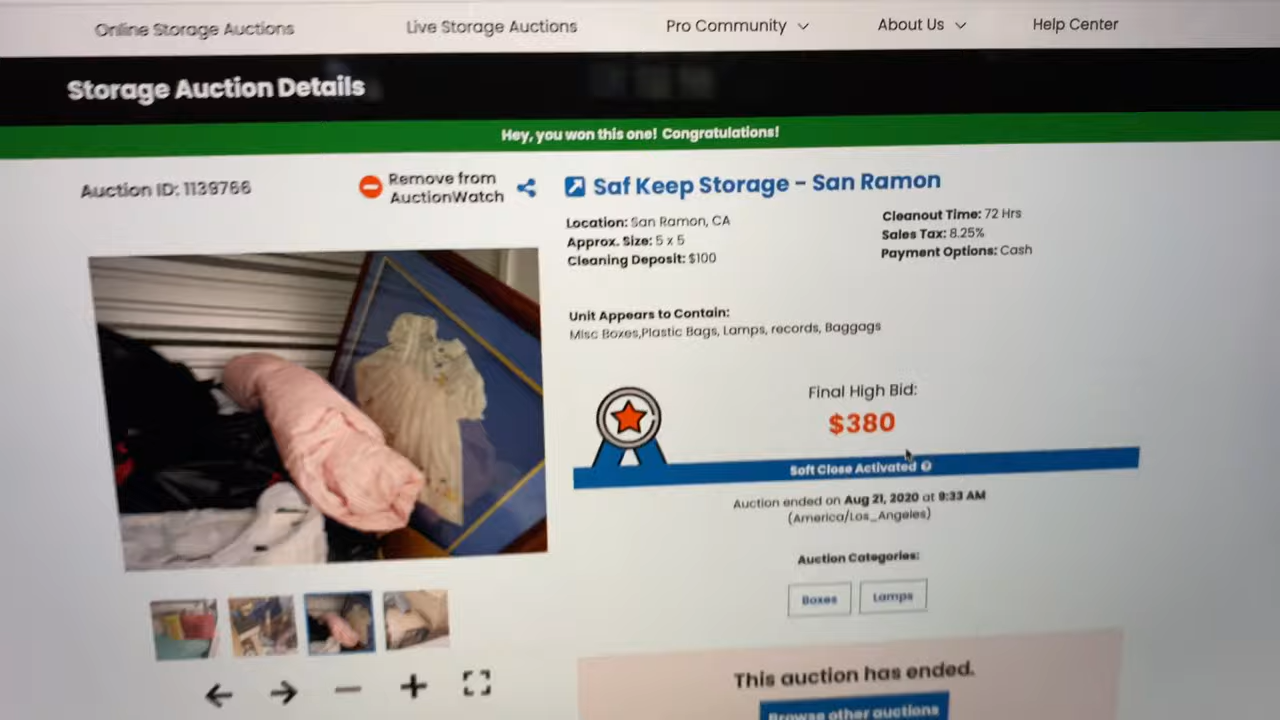 Online Storage Auctions
Live Storage Auctions
Pro Community
About Us
Help Center
Storage Auction Details
Hey, you won this one! Congratulations!
Auction ID: 1139766
Remove from
AuctionWatch
Saf Keep Storage - San Ramon
Location: San Ramon, CA
Approx. Size: 5 x 5
Cleaning Deposit: $100
Cleanout Time: 72 Hrs
Sales Tax: 8.25%
Payment Options: Cash
Unit Appears to Contain:
Misc Boxes,Plastic Bags, Lamps, records, Baggags
Final High Bid:
$380
Soft Close Activated
Auction ended on Aug 21, 2020 at 9:33 AM
(America/Los_Angeles)
Auction Categories:
Boxes
Lamps
This auction has ended.
Browse other auctions